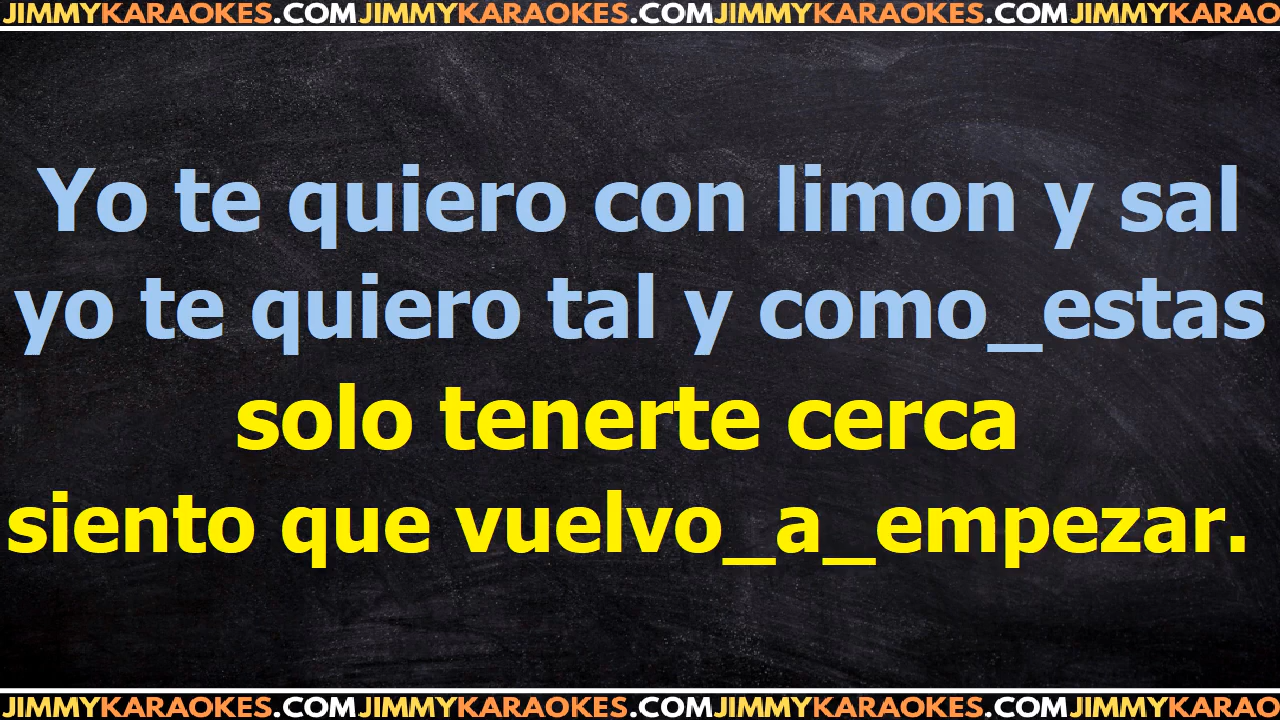 JIMMYKARAOKES.COMJIMMYKARAOKES.COMJIMMYKARAOKES.COMJIMMYKARAO
Yo te quiero con limon y sal
yo te quiero tal y como_estas
solo tenerte cerca
siento que vuelvo_a_empezar.
JIMMYKARAOKES.COMJIMMYKARAOKES.COMJIMMYKARAOKES.COMJIMMYKARAO